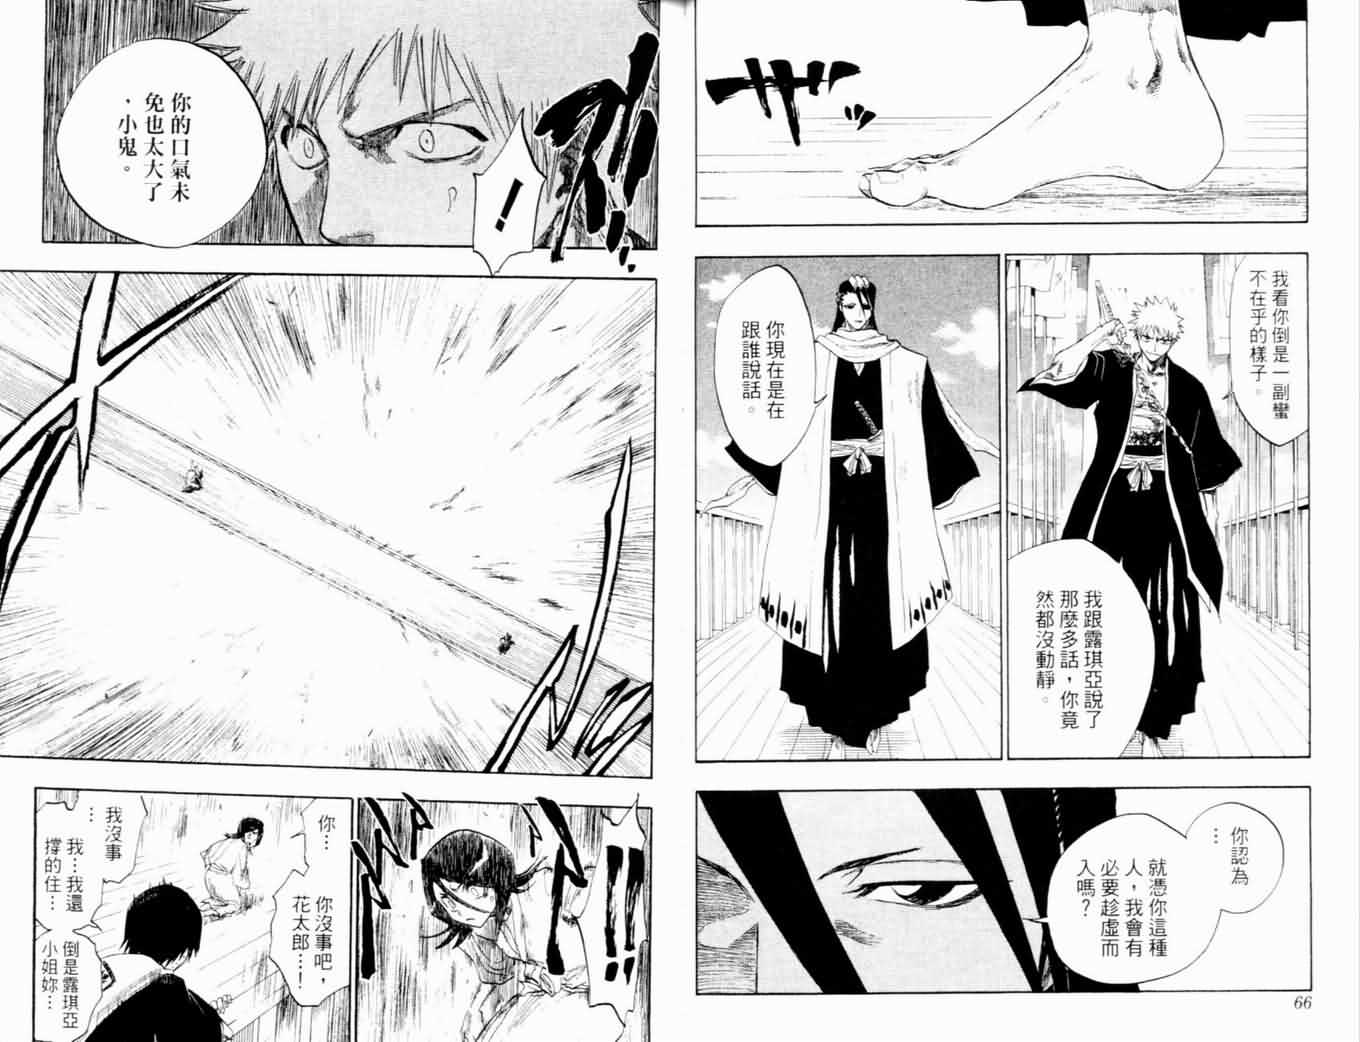 ザッ
我看你倒是一副蠻
不在乎的樣子。
我跟露琪亞說了
那麼多話，你竟
然都沒動靜。
你現在是在
跟誰說話。
你認為
…
就憑你這種
人，我會有
必要趁虛而
入嗎？
66
！
你的口氣未
免也太大了
，小鬼。
！！
你…
你沒事吧，
花太郎…！
我沒事
…
我…我還
撐的住…
倒是露琪亞
小姐妳…